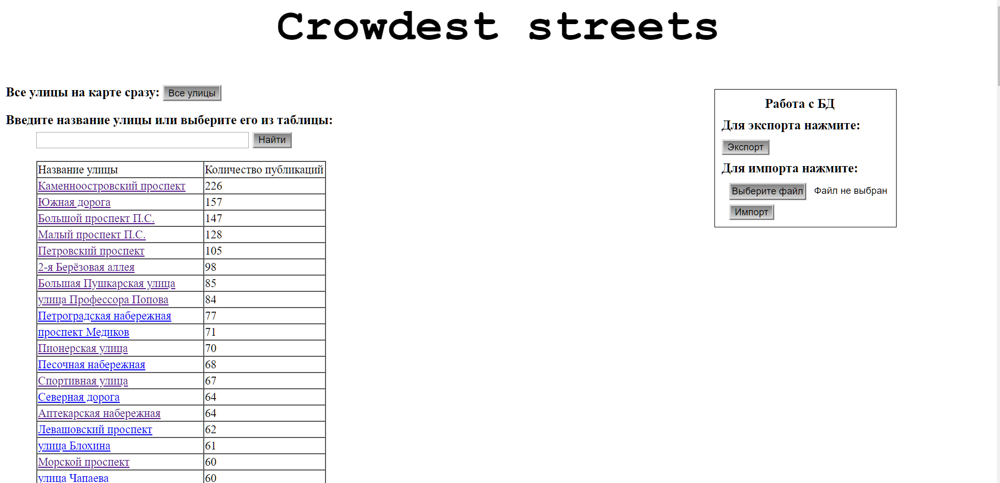 Crowdest streets
Все улицы на карте сразу: Все улицы
Введите название улицы или выберите его из таблицы:
Найти
Название улицы Количество публикаций
Каменноостровский проспект 226
Южная дорога 157
Большой проспект П.С. 147
Малый проспект П.С. 128
Петровский проспект 105
2-я Берёзовая аллея 98
Большая Пушкарская улица 85
улица Профессора Попова 84
Петроградская набережная 77
проспект Медиков 71
Пионерская улица 70
Песочная набережная 68
Спортивная улица 67
Северная дорога 64
Аптекарская набережная 64
Левашовский проспект 62
улица Блохина 61
Морской проспект 60
улица Чапаева 60
Работа с БД
Для экспорта нажмите:
Экспорт
Для импорта нажмите:
Выберите файл Файл не выбран
Импорт